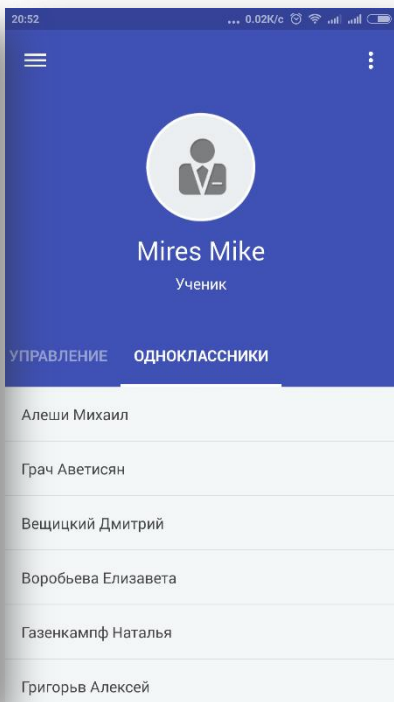 20:52 ... 0.02K/c
Mires Mike
Ученик
УПРАВЛЕНИЕ ОДНОКЛАССНИКИ
Алеши Михаил
Грач Аветисян
Вещицкий Дмитрий
Воробьева Елизавета
Газенкампф Наталья
Григорьв Алексей